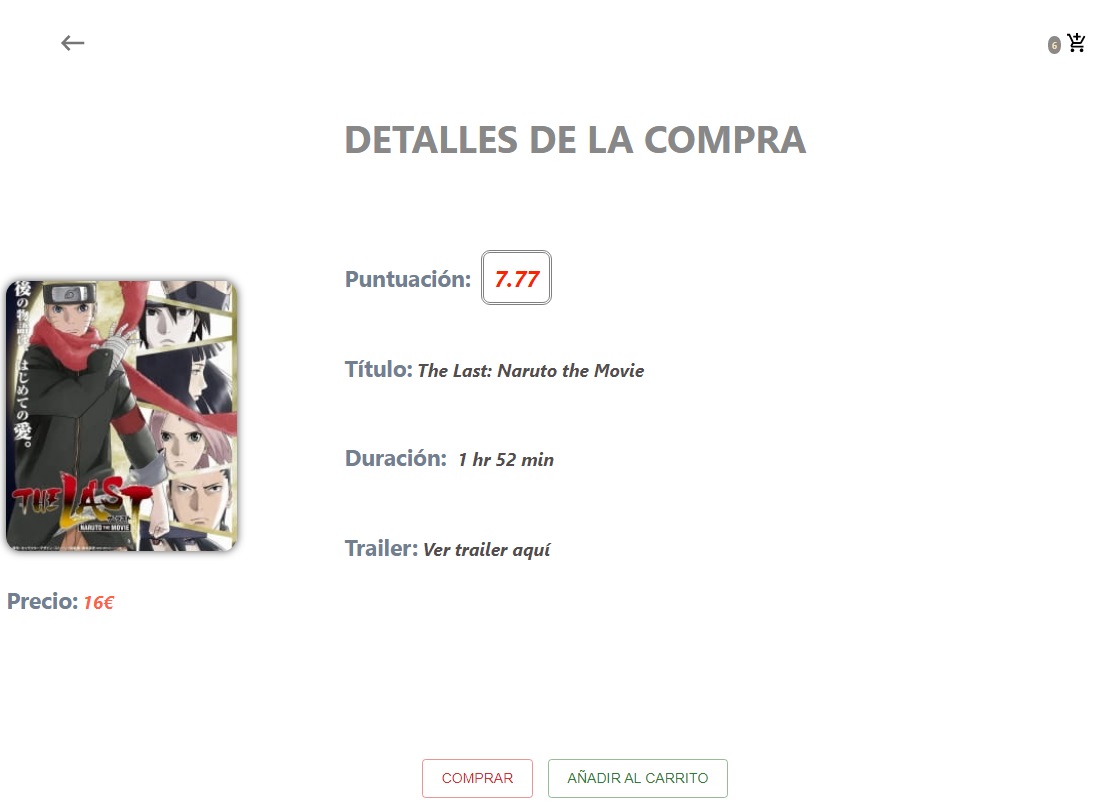 6
DETALLES DE LA COMPRA
Puntuación: 7.77
Título: The Last: Naruto the Movie
Duración: 1 hr 52 min
Trailer: Ver trailer aquí
後の物語は、はじめての愛。
THE LAST
NARUTO THE MOVIE
Precio: 16€
COMPRAR
AÑADIR AL CARRITO